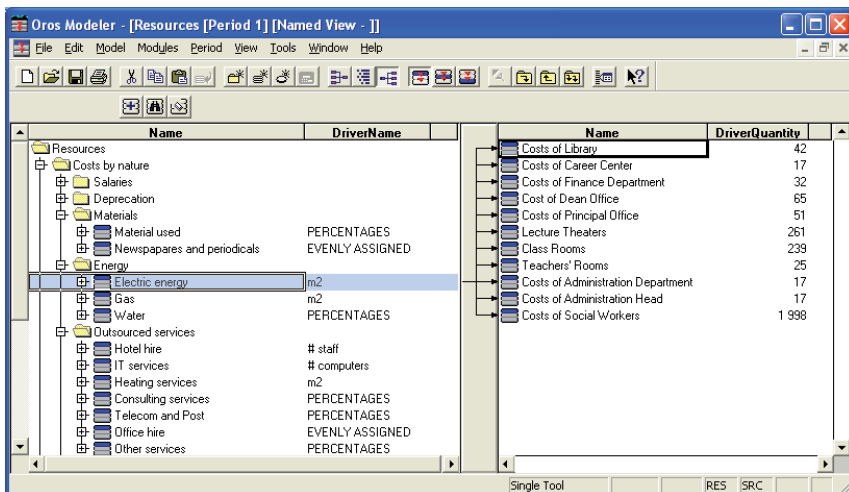 Oros Modeler - [Resources [Period 1] [Named View - ]]
File Edit Model Modules Period View Tools Window Help
Name DriverName Name DriverQuantity
Resources Costs of Library 42
Costs by nature Costs of Career Center 17
Salaries Costs of Finance Department 32
Deprecation Cost of Dean Office 65
Materials Costs of Principal Office 51
Material used PERCENTAGES Lecture Theaters 261
Newspapares and periodicals EVENLY ASSIGNED Class Rooms 239
Energy Teachers' Rooms 25
Electric energy m2 Costs of Administration Department 17
Gas m2 Costs of Administration Head 17
Water PERCENTAGES Costs of Social Workers 1 998
Outsourced services
Hotel hire # staff
IT services # computers
Heating services m2
Consulting services PERCENTAGES
Telecom and Post PERCENTAGES
Office hire EVENLY ASSIGNED
Other services PERCENTAGES
Single Tool RES SRC